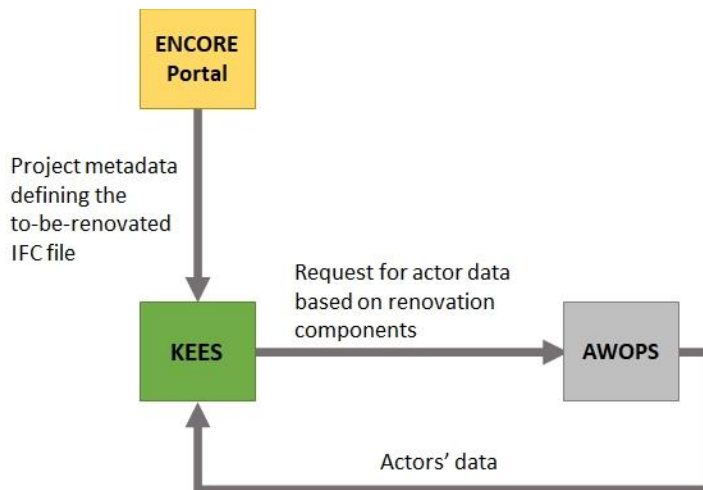 ENCORE
Portal
Project metadata
defining the
to-be-renovated
IFC file
Request for actor data
based on renovation
components
KEES
AWOPS
Actors’ data